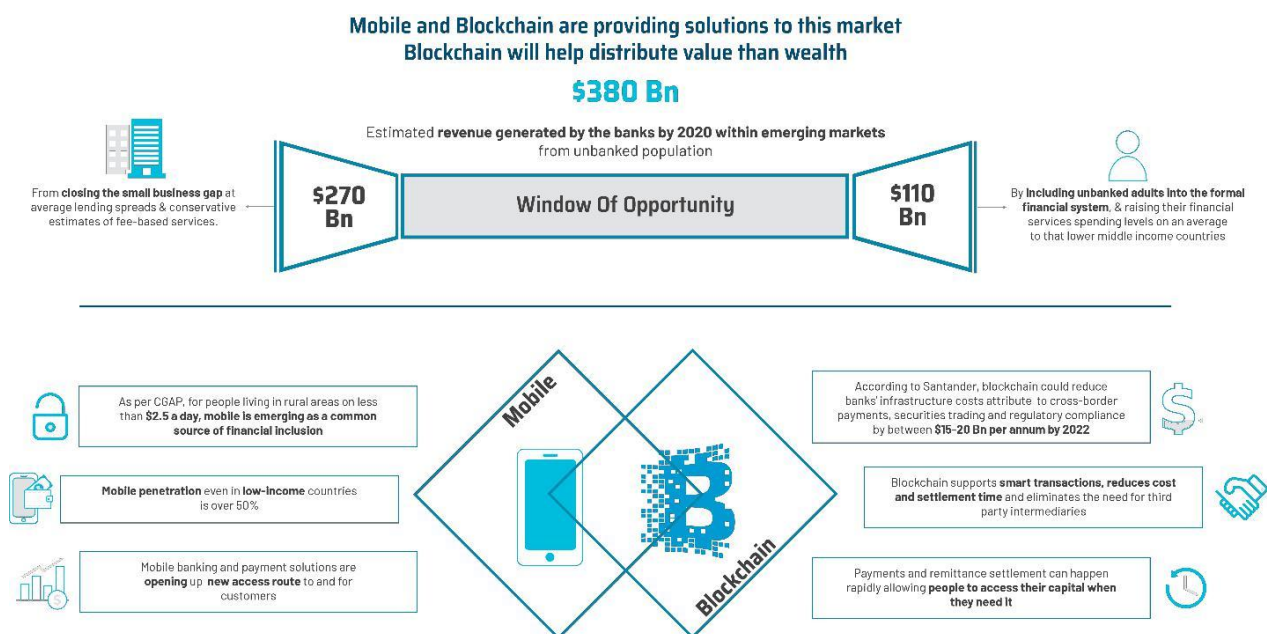 Mobile and Blockchain are providing solutions to this market
Blockchain will help distribute value than wealth
$380 Bn
Estimated revenue generated by the banks by 2020 within emerging markets
from unbanked population
From closing the small business gap at
average lending spreads & conservative
estimates of fee-based services.
$270
Bn
Window Of Opportunity
$110
Bn
By including unbanked adults into the formal
financial system, & raising their financial
services spending levels on an average
to that lower middle income countries
As per CGAP, for people living in rural areas on less
than $2.5 a day, mobile is emerging as a common
source of financial inclusion
Mobile penetration even in low-income countries
is over 50%
Mobile banking and payment solutions are
opening up new access route to and for
customers
Mobile
Blockchain
According to Santander, blockchain could reduce
banks' infrastructure costs attribute to cross-border
payments, securities trading and regulatory compliance
by between $15-20 Bn per annum by 2022
Blockchain supports smart transactions, reduces cost
and settlement time and eliminates the need for third
party intermediaries
Payments and remittance settlement can happen
rapidly allowing people to access their capital when
they need it